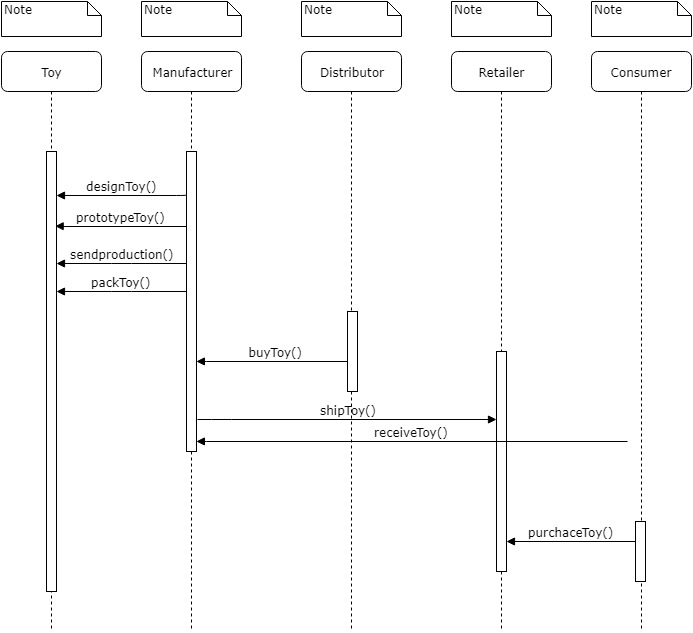 Note
Note
Note
Note
Note
Toy
Manufacturer
Distributor
Retailer
Consumer
designToy()
prototypeToy()
sendproduction()
packToy()
buyToy()
shipToy()
receiveToy()
purchaceToy()